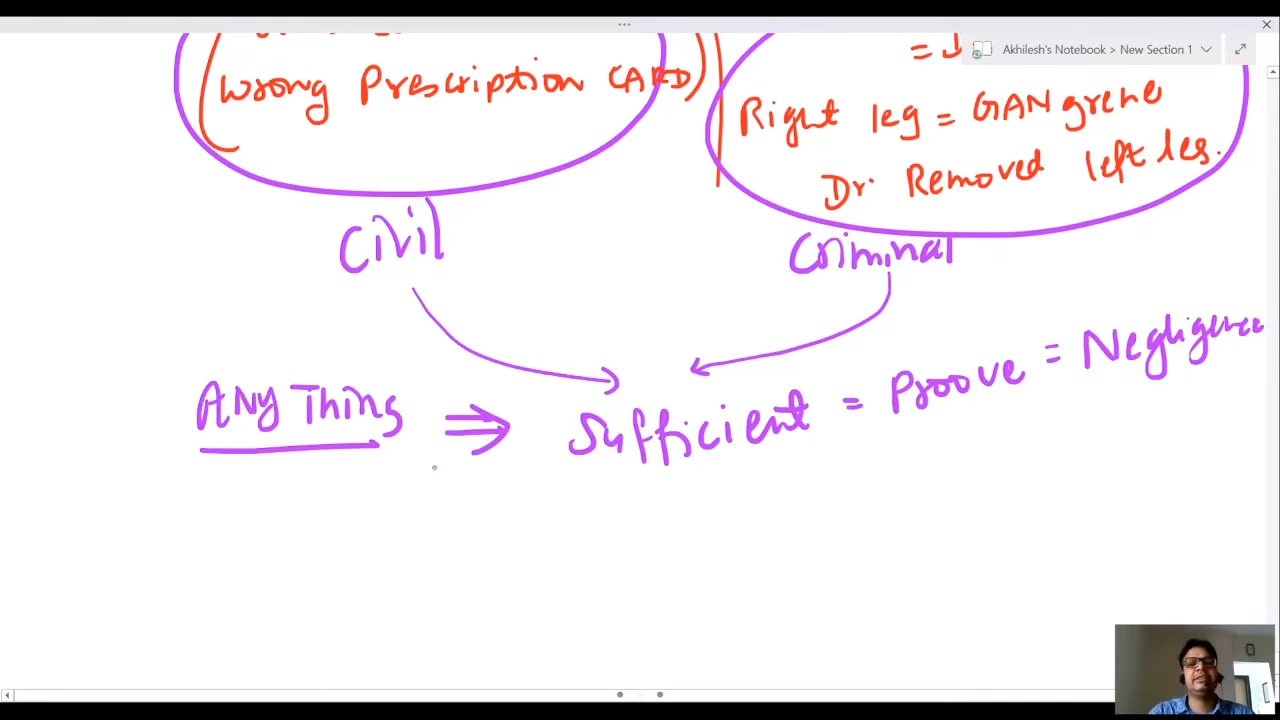 Akhilesh's Notebook > New Section 1
Wrong Prescription
Right leg = GANgrene
Dr. Removed left leg.
Civil
Criminal
ANyThing ⇒ Sufficient = Proove = Negligence